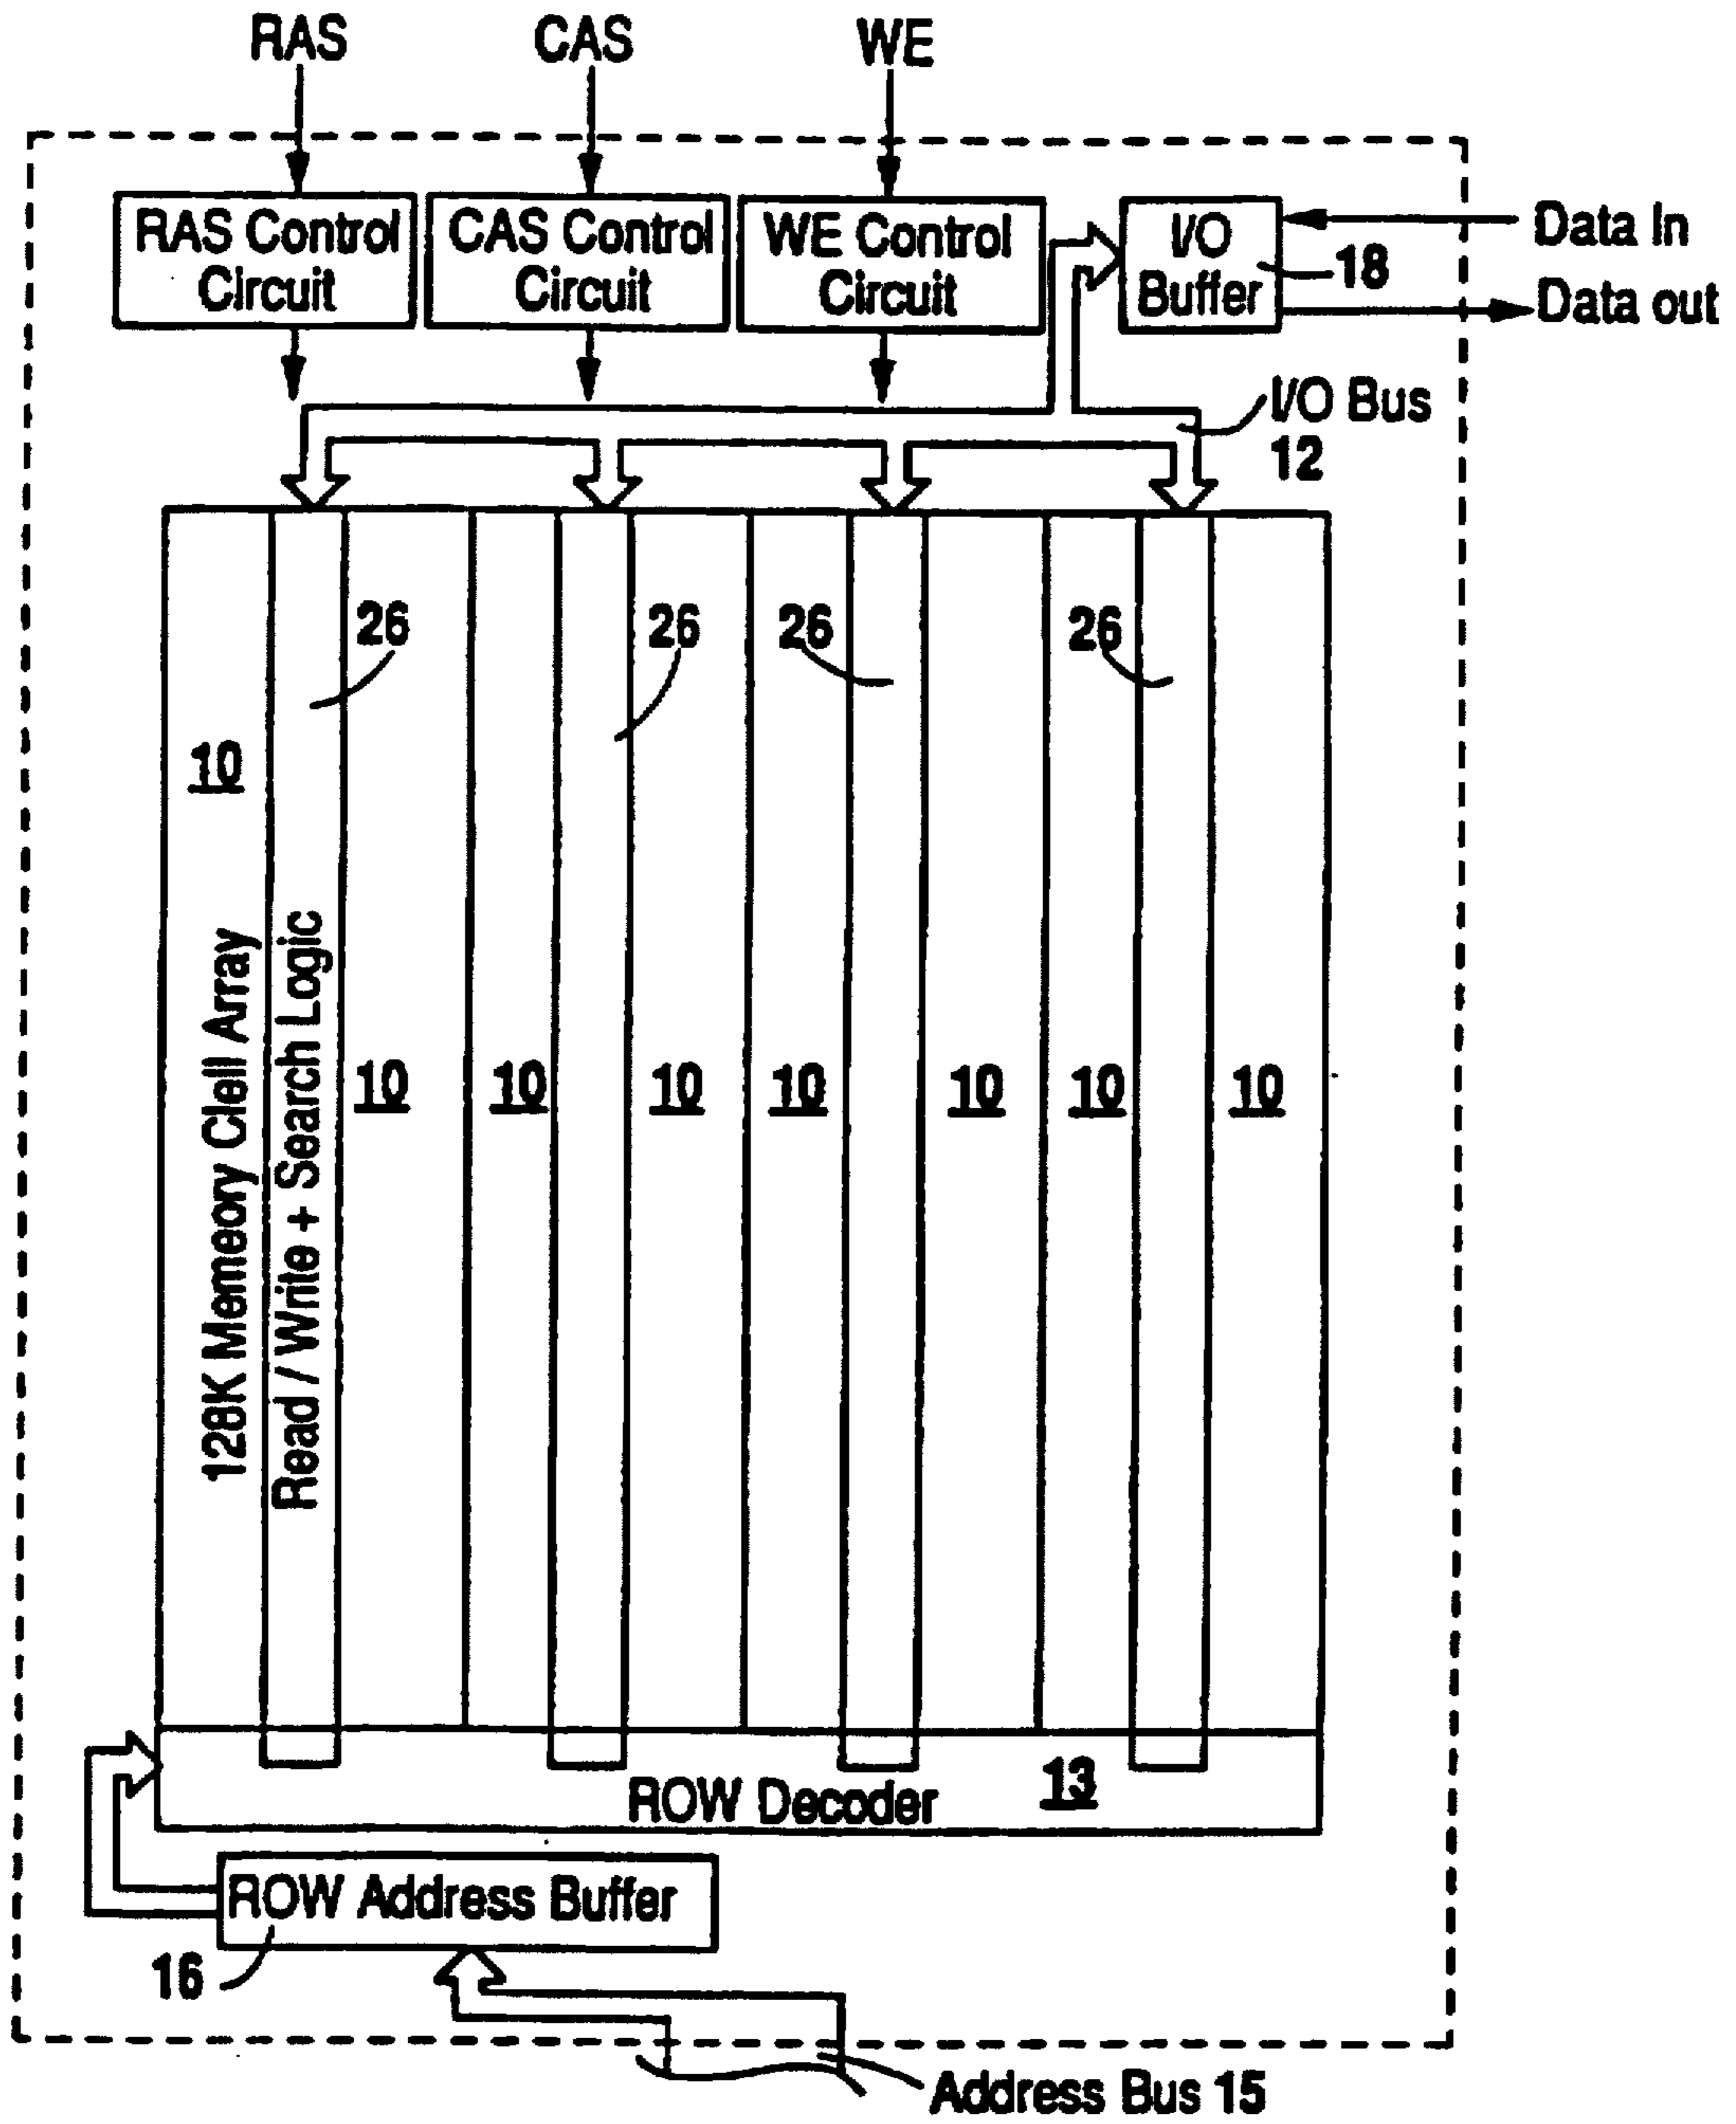 RAS
CAS
WE
RAS Control
Circuit
CAS Control
Circuit
WE Control
Circuit
I/O
Buffer
18
Data In
Data out
I/O Bus
12
26
26
26
26
10
128K Memeory Clell Array
Read / Write + Search Logic
10
10
10
10
10
10
10
ROW Decoder
13
ROW Address Buffer
16
Address Bus 15